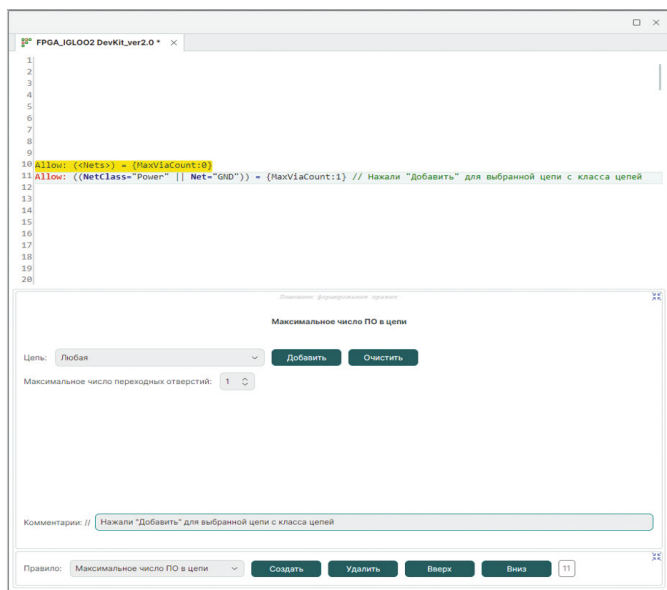 FPGA_IGLOO2 DevKit_ver2.0 *
1
2
3
4
5
6
7
8
9
10 Allow: (<Nets>) = {MaxViaCount:0}
11 Allow: ((NetClass="Power" || Net="GND")) = {MaxViaCount:1} // Нажали "Добавить" для выбранной цепи с класса цепей
12
13
14
15
16
17
18
19
20
Помощник формирования правил
Максимальное число ПО в цепи
Цепь: Любая Добавить Очистить
Максимальное число переходных отверстий: 1
Комментарии: // Нажали "Добавить" для выбранной цепи с класса цепей
Правило: Максимальное число ПО в цепи Создать Удалить Вверх Вниз 11